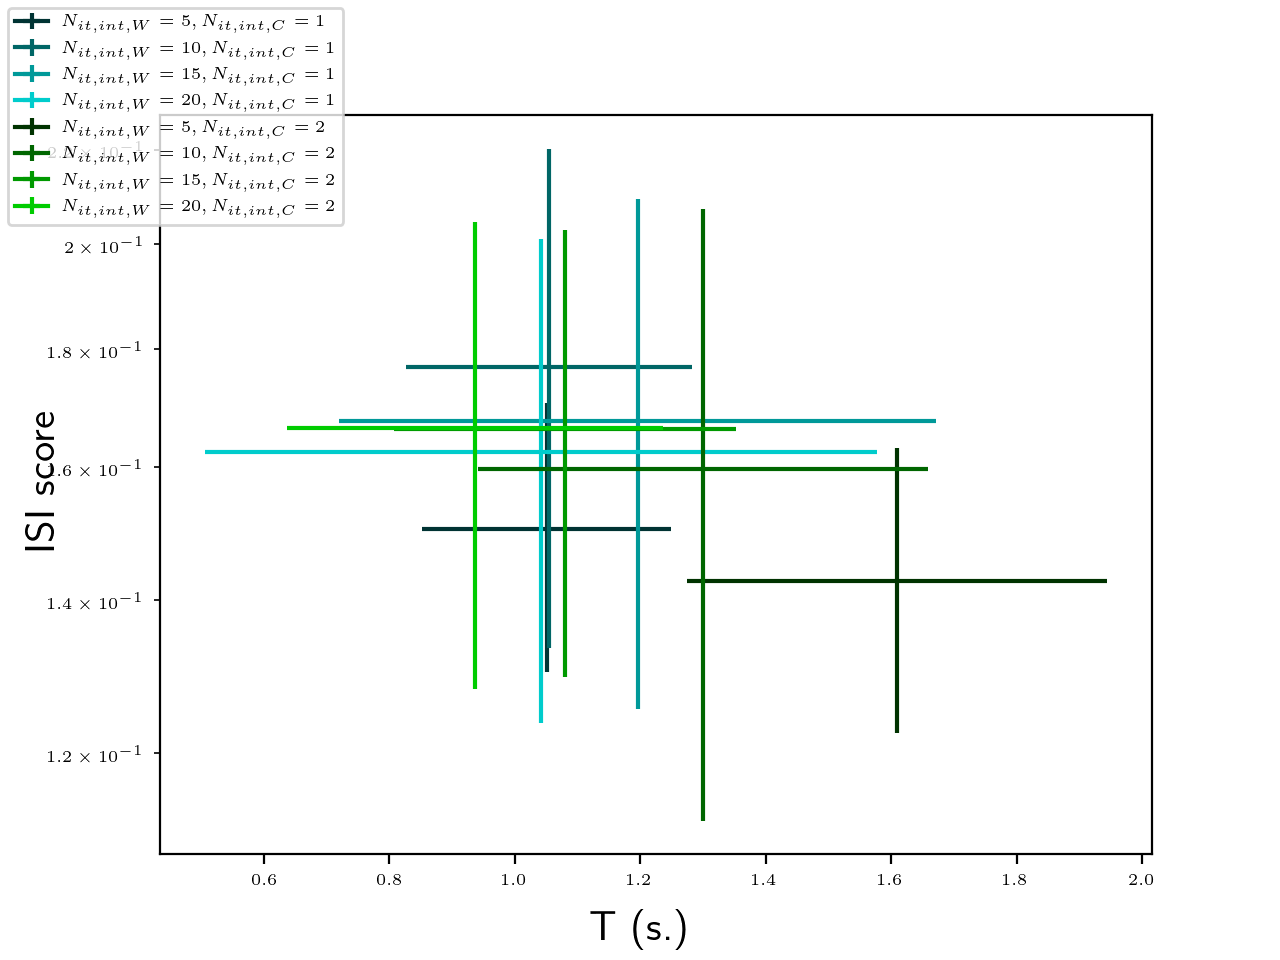 N_{it,int,W} = 5, N_{it,int,C} = 1
N_{it,int,W} = 10, N_{it,int,C} = 1
N_{it,int,W} = 15, N_{it,int,C} = 1
N_{it,int,W} = 20, N_{it,int,C} = 1
N_{it,int,W} = 5, N_{it,int,C} = 2
N_{it,int,W} = 10, N_{it,int,C} = 2
N_{it,int,W} = 15, N_{it,int,C} = 2
N_{it,int,W} = 20, N_{it,int,C} = 2
2 × 10⁻¹
1.8 × 10⁻¹
1.6 × 10⁻¹
1.4 × 10⁻¹
1.2 × 10⁻¹
ISI score
0.6 0.8 1.0 1.2 1.4 1.6 1.8 2.0
T (s.)